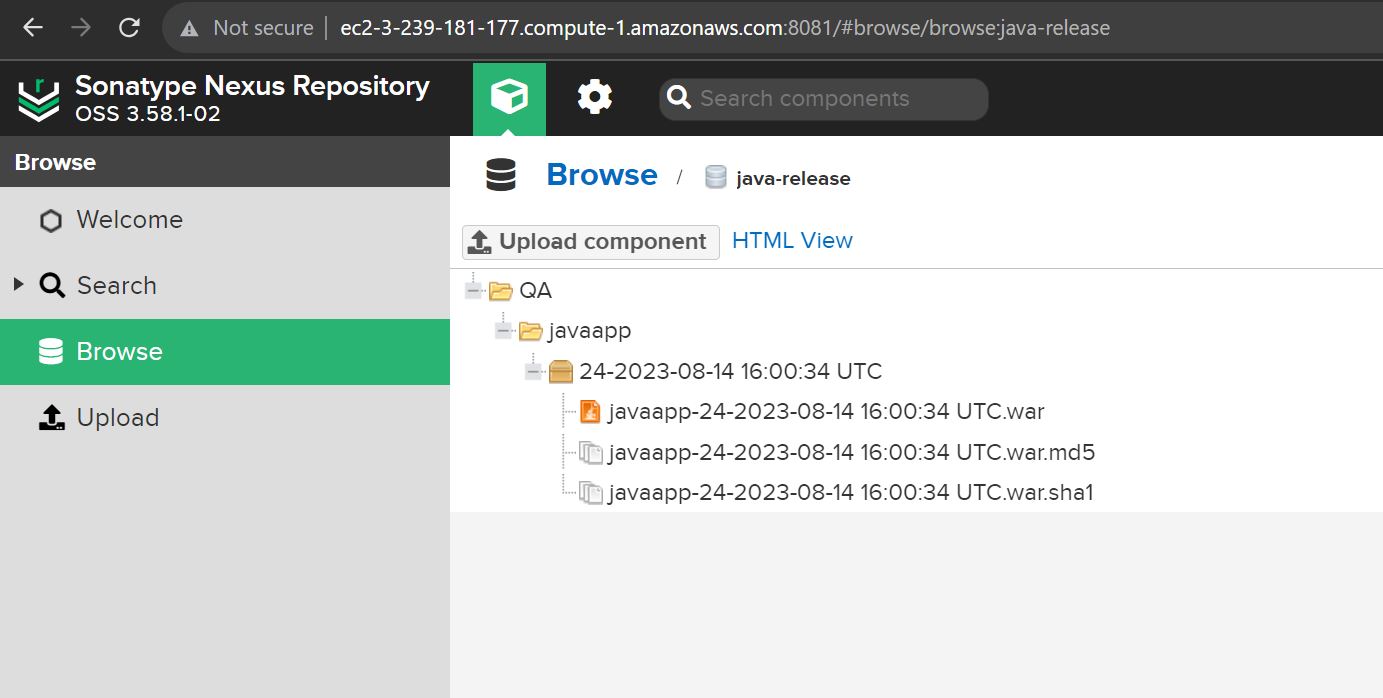 Not secure | ec2-3-239-181-177.compute-1.amazonaws.com:8081/#browse/browse:java-release
Sonatype Nexus Repository
OSS 3.58.1-02
Search components
Browse
Welcome
Search
Browse
Upload
Browse / java-release
Upload component HTML View
QA
javaapp
24-2023-08-14 16:00:34 UTC
javaapp-24-2023-08-14 16:00:34 UTC.war
javaapp-24-2023-08-14 16:00:34 UTC.war.md5
javaapp-24-2023-08-14 16:00:34 UTC.war.sha1